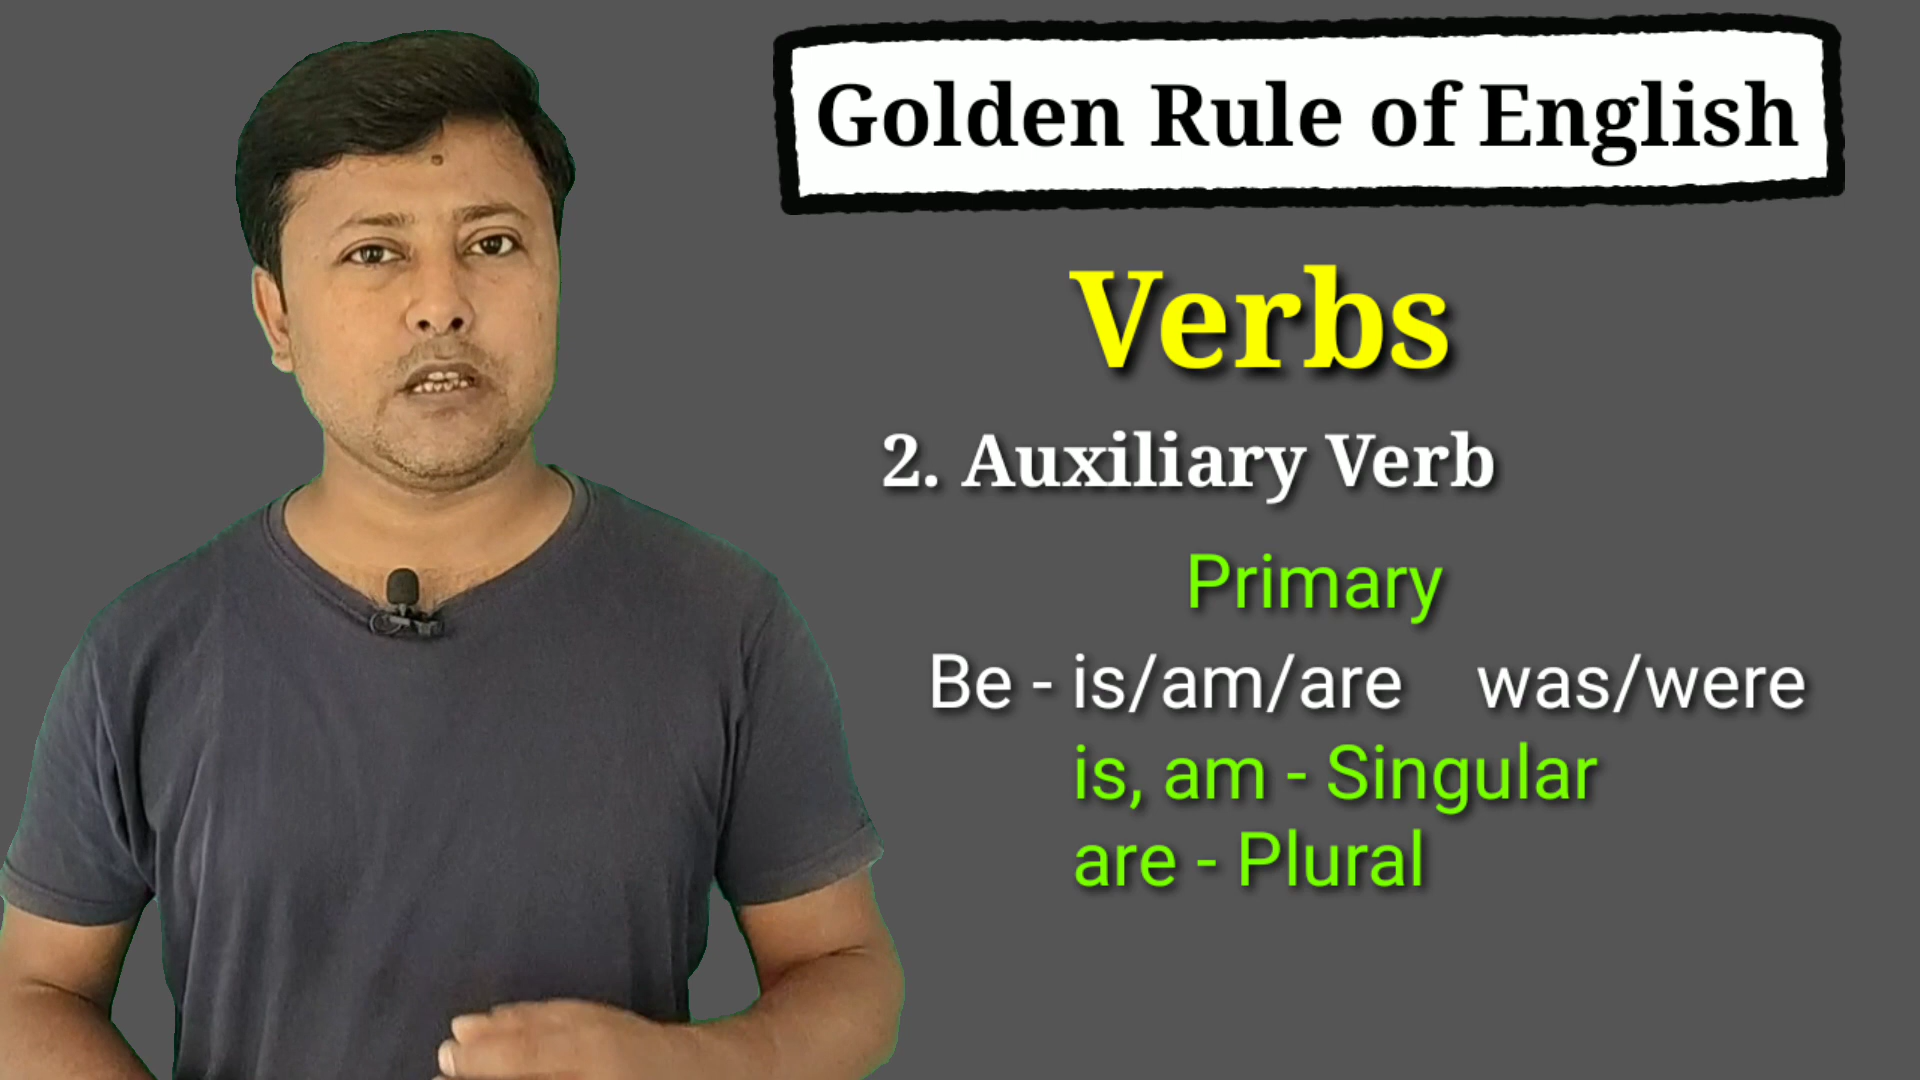 Golden Rule of English
Verbs
2. Auxiliary Verb
Primary
Be - is/am/are was/were
is, am - Singular
are - Plural